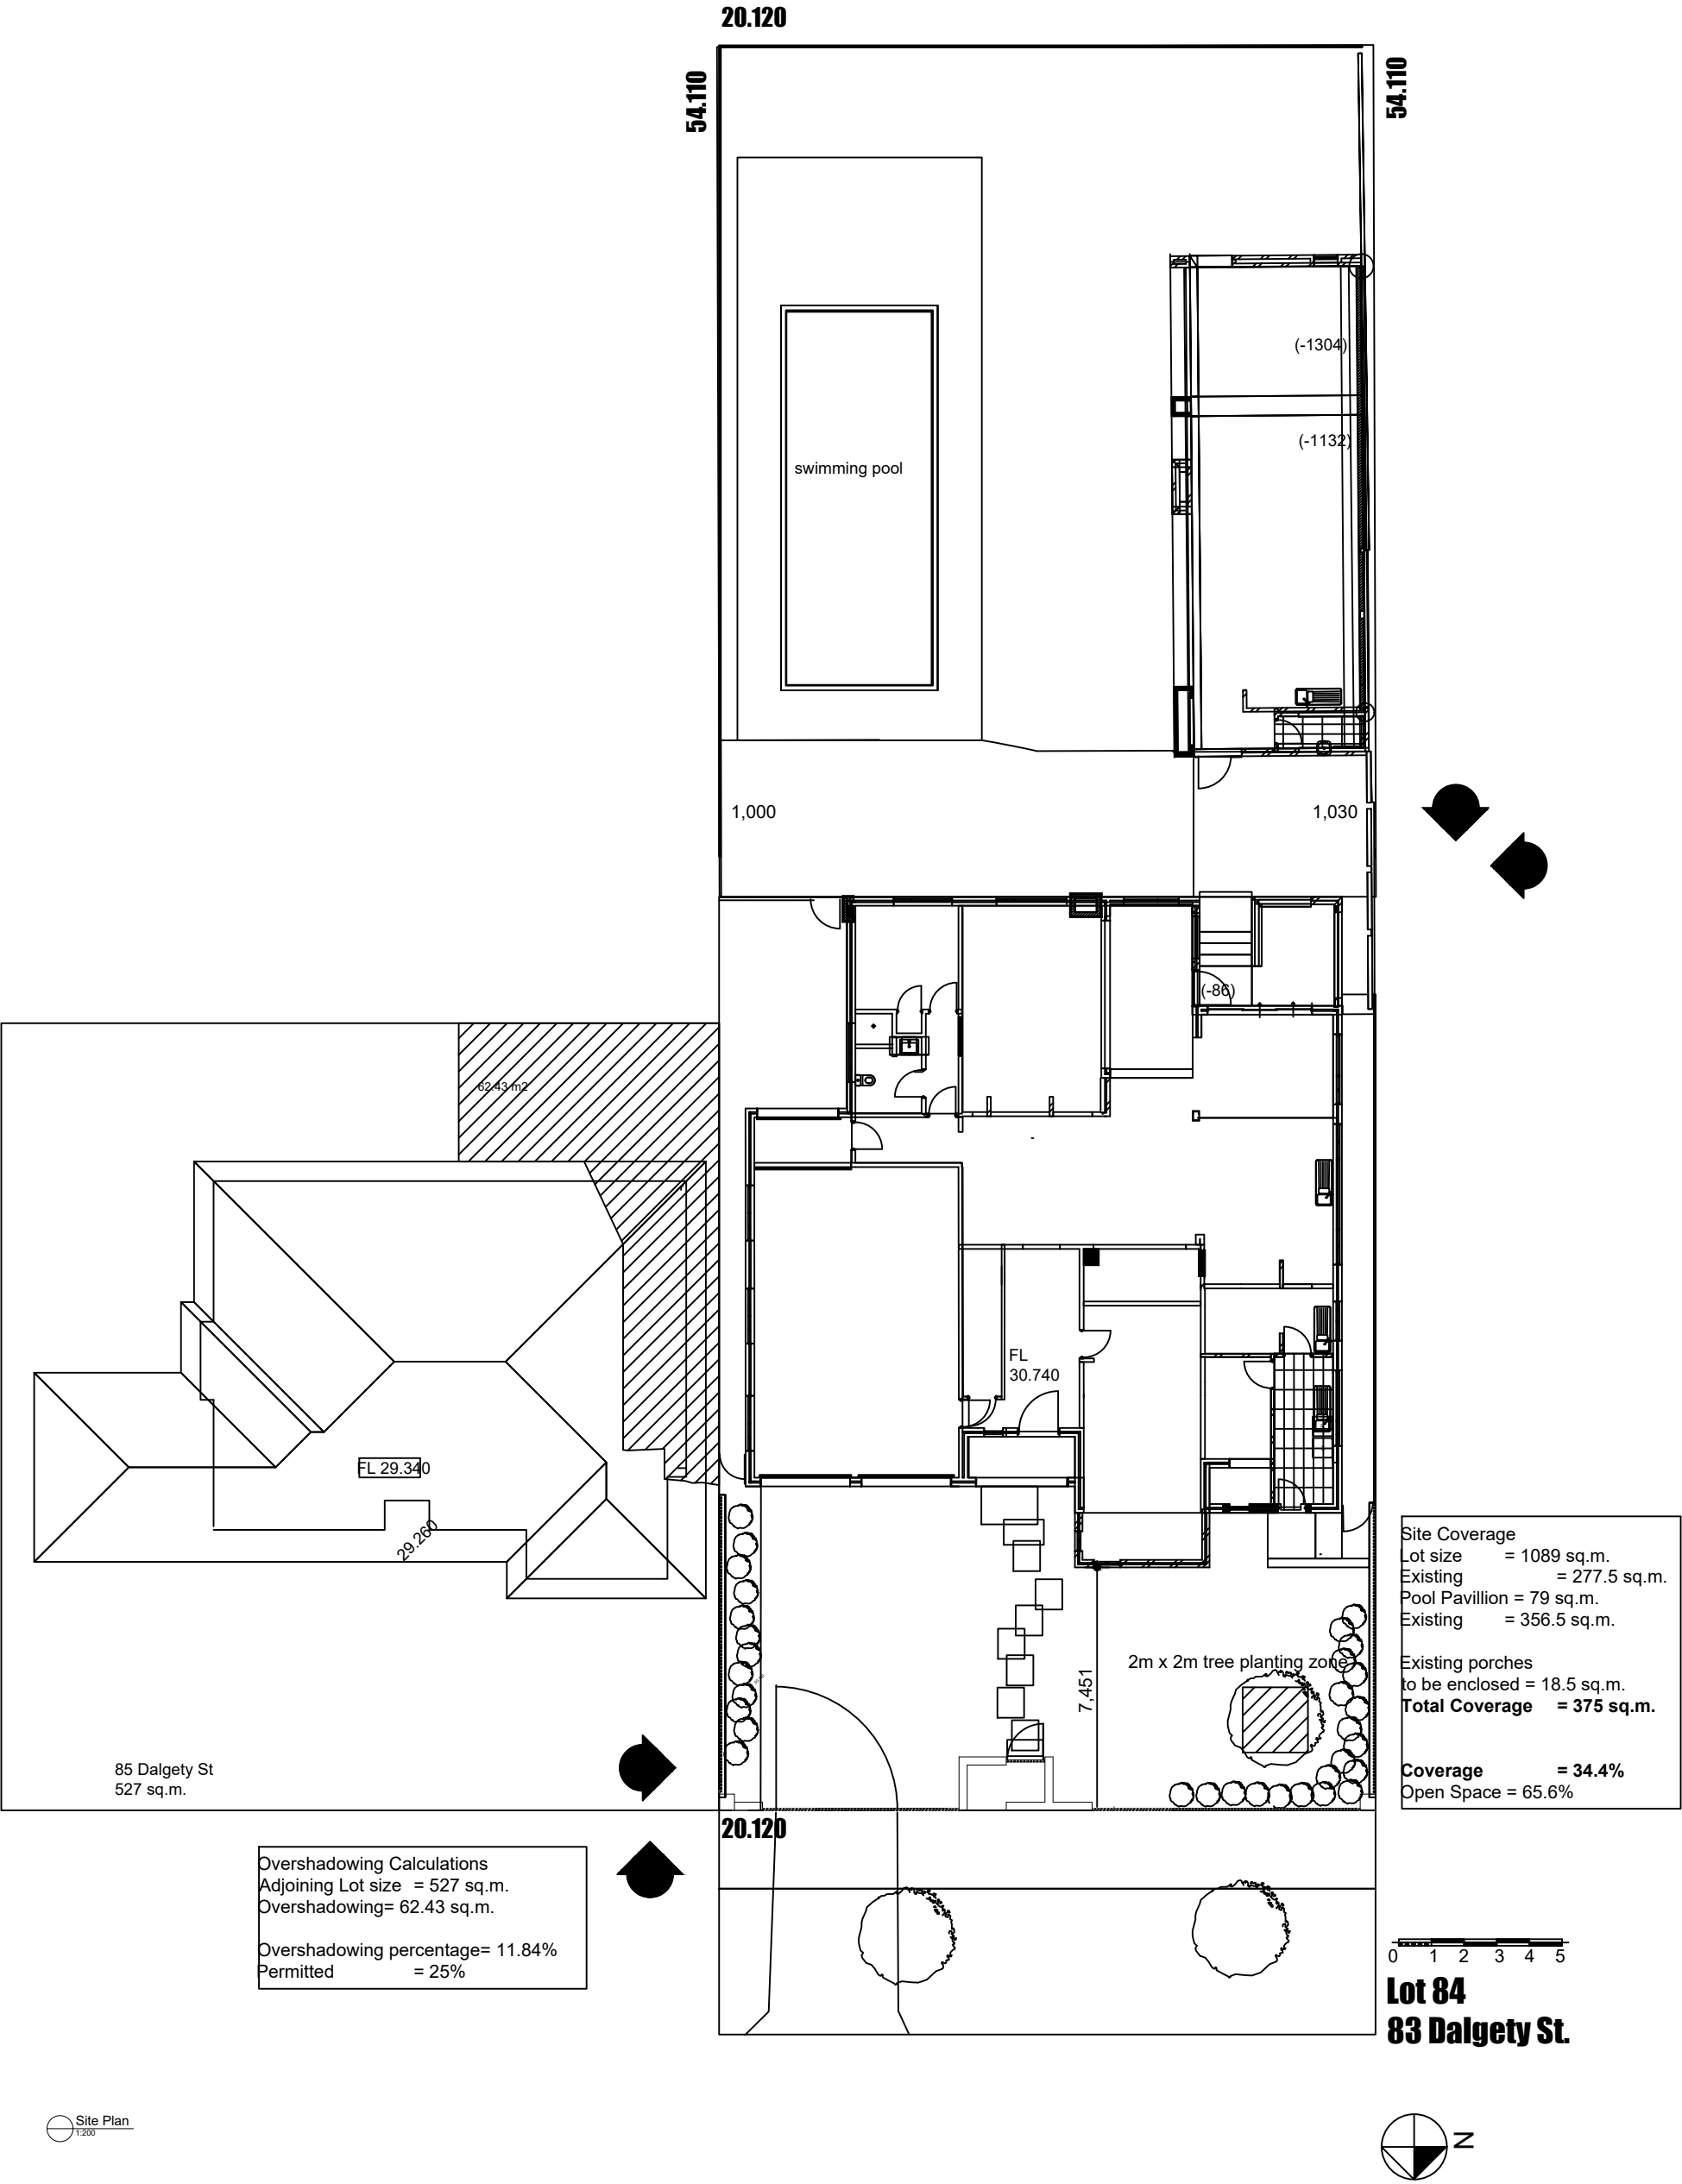 20.120
54.110
54.110
(-1304)
(-1132)
swimming pool
1,000
1,030
(-86)
62.43 m2
FL
30.740
FL 29.340
29.260
Site Coverage
Lot size = 1089 sq.m.
Existing = 277.5 sq.m.
Pool Pavillion = 79 sq.m.
Existing = 356.5 sq.m.
Existing porches
to be enclosed = 18.5 sq.m.
Total Coverage = 375 sq.m.
Coverage = 34.4%
Open Space = 65.6%
2m x 2m tree planting zone
7,451
85 Dalgety St
527 sq.m.
20.120
Overshadowing Calculations
Adjoining Lot size = 527 sq.m.
Overshadowing= 62.43 sq.m.
Overshadowing percentage= 11.84%
Permitted = 25%
0 1 2 3 4 5
Lot 84
83 Dalgety St.
Site Plan
1:200
N